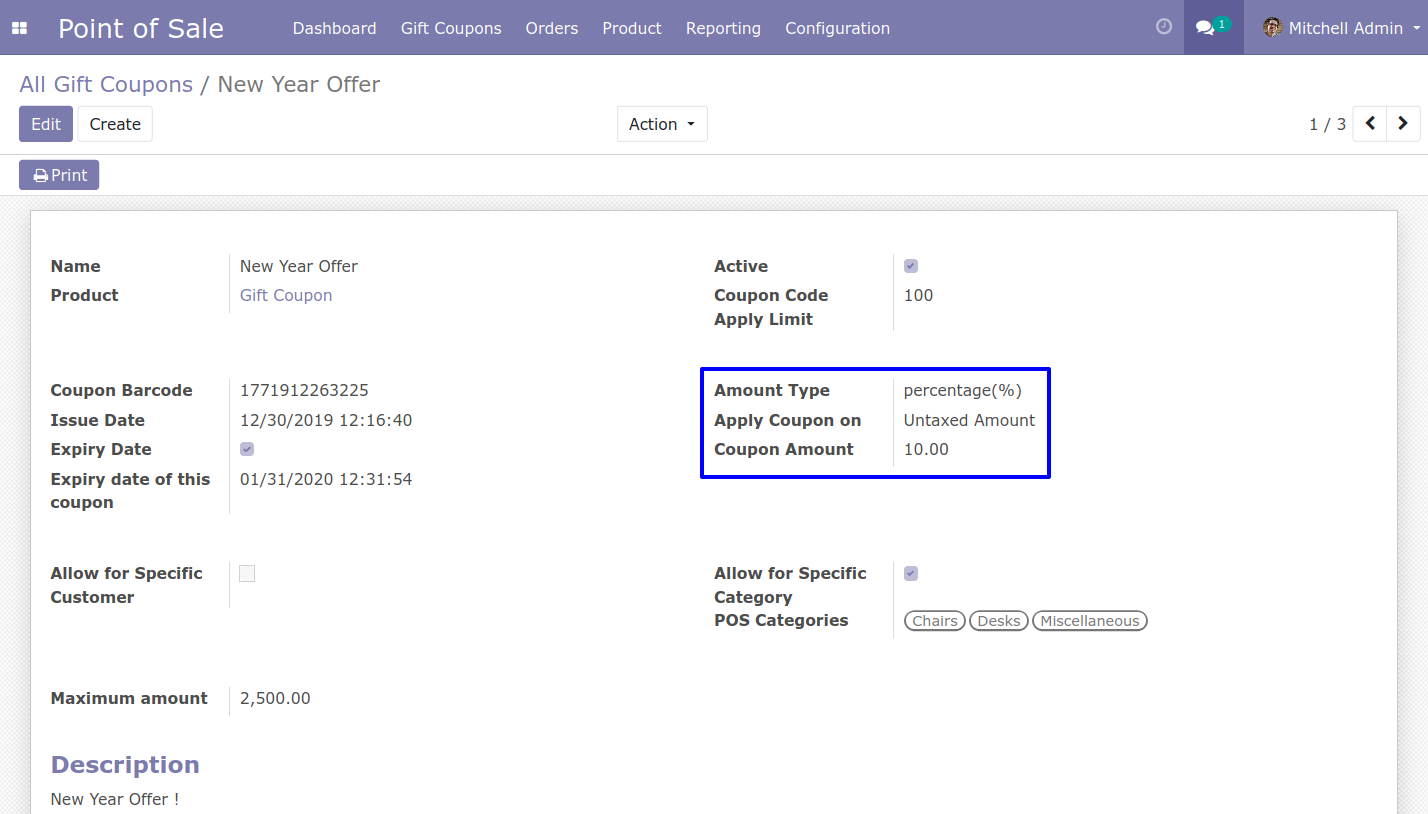 Point of Sale Dashboard Gift Coupons Orders Product Reporting Configuration 1 Mitchell Admin
All Gift Coupons / New Year Offer
Edit Create Action 1 / 3
Print
Name New Year Offer
Product Gift Coupon
Active
Coupon Code 100
Apply Limit
Coupon Barcode 1771912263225
Issue Date 12/30/2019 12:16:40
Expiry Date
Expiry date of this 01/31/2020 12:31:54
coupon
Amount Type percentage(%)
Apply Coupon on Untaxed Amount
Coupon Amount 10.00
Allow for Specific
Customer
Allow for Specific
Category
POS Categories Chairs Desks Miscellaneous
Maximum amount 2,500.00
Description
New Year Offer !